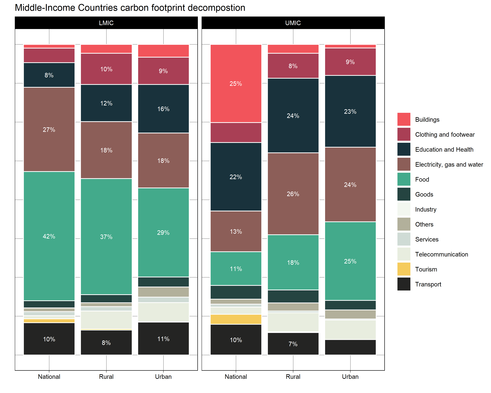 Middle-Income Countries carbon footprint decompostion
LMIC
UMIC
8%
27%
42%
10%
10%
12%
18%
37%
8%
9%
16%
18%
29%
11%
25%
22%
13%
11%
10%
8%
24%
26%
18%
7%
9%
23%
24%
25%
National
Rural
Urban
National
Rural
Urban
Buildings
Clothing and footwear
Education and Health
Electricity, gas and water
Food
Goods
Industry
Others
Services
Telecommunication
Tourism
Transport